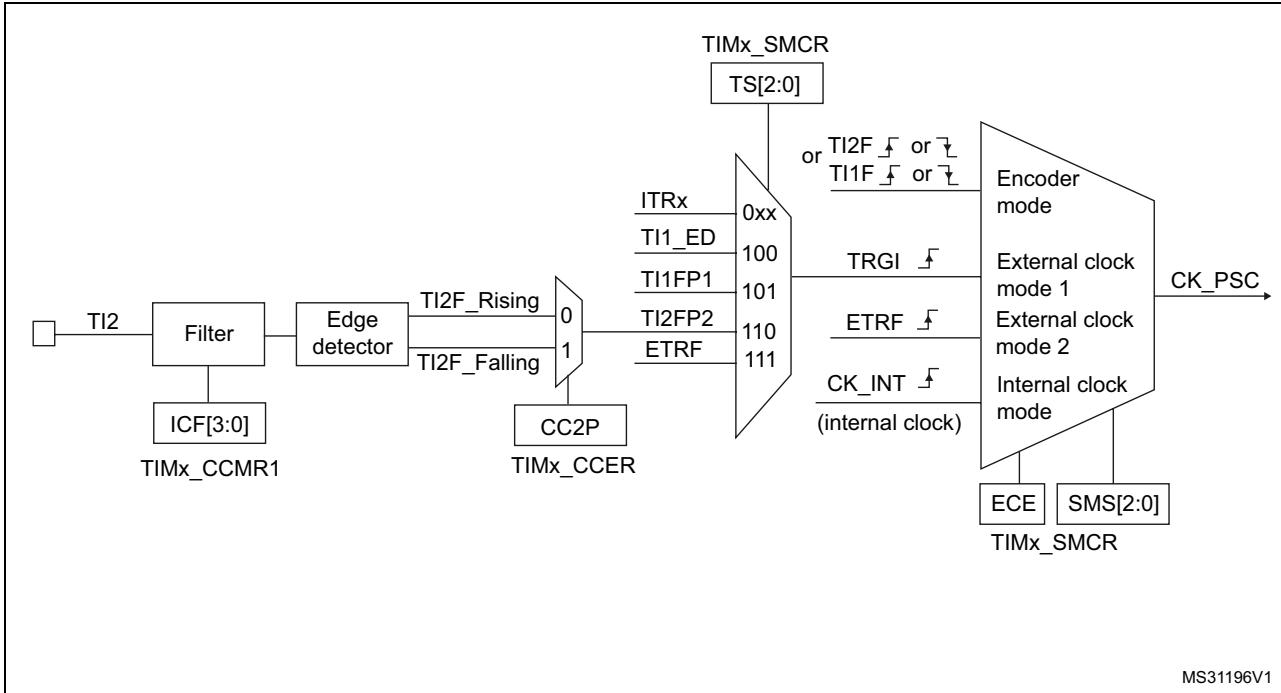 TIMx_SMCR
TS[2:0]
or TI2F or
TI1F or
Encoder
mode
ITRx
0xx
TI1_ED
100
TI1FP1
101
TI2FP2
110
ETRF
111
TRGI
External clock
mode 1
CK_PSC
ETRF
External clock
mode 2
CK_INT
(internal clock)
Internal clock
mode
TI2
Filter
Edge
detector
TI2F_Rising
0
TI2F_Falling
1
ICF[3:0]
TIMx_CCMR1
CC2P
TIMx_CCER
ECE
SMS[2:0]
TIMx_SMCR
MS31196V1